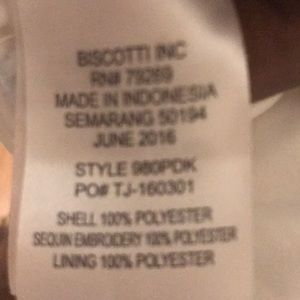 BISCOTTI INC
RN# 79269
MADE IN INDONESIA
SEMARANG 50194
JUNE 2016
STYLE 980PDK
PO# TJ-160301
SHELL 100% POLYESTER
SEQUIN EMBROIDERY 100% POLYESTER
LINING 100% POLYESTER